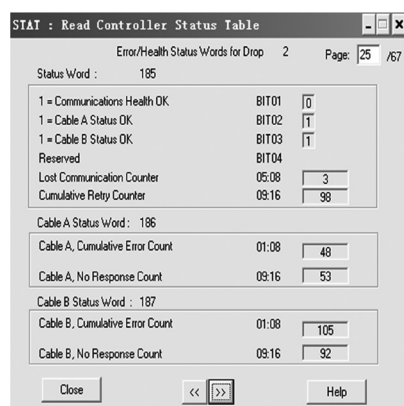 STAT : Read Controller Status Table
Error/Health Status Words for Drop 2 Page: 25 /67
Status Word : 185
1 = Communications Health OK BIT01 0
1 = Cable A Status OK BIT02 1
1 = Cable B Status OK BIT03 1
Reserved BIT04
Lost Communication Counter 05:08 3
Cumulative Retry Counter 09:16 98
Cable A Status Word : 186
Cable A, Cumulative Error Count 01:08 48
Cable A, No Response Count 09:16 53
Cable B Status Word : 187
Cable B, Cumulative Error Count 01:08 105
Cable B, No Response Count 09:16 92
Close << >> Help